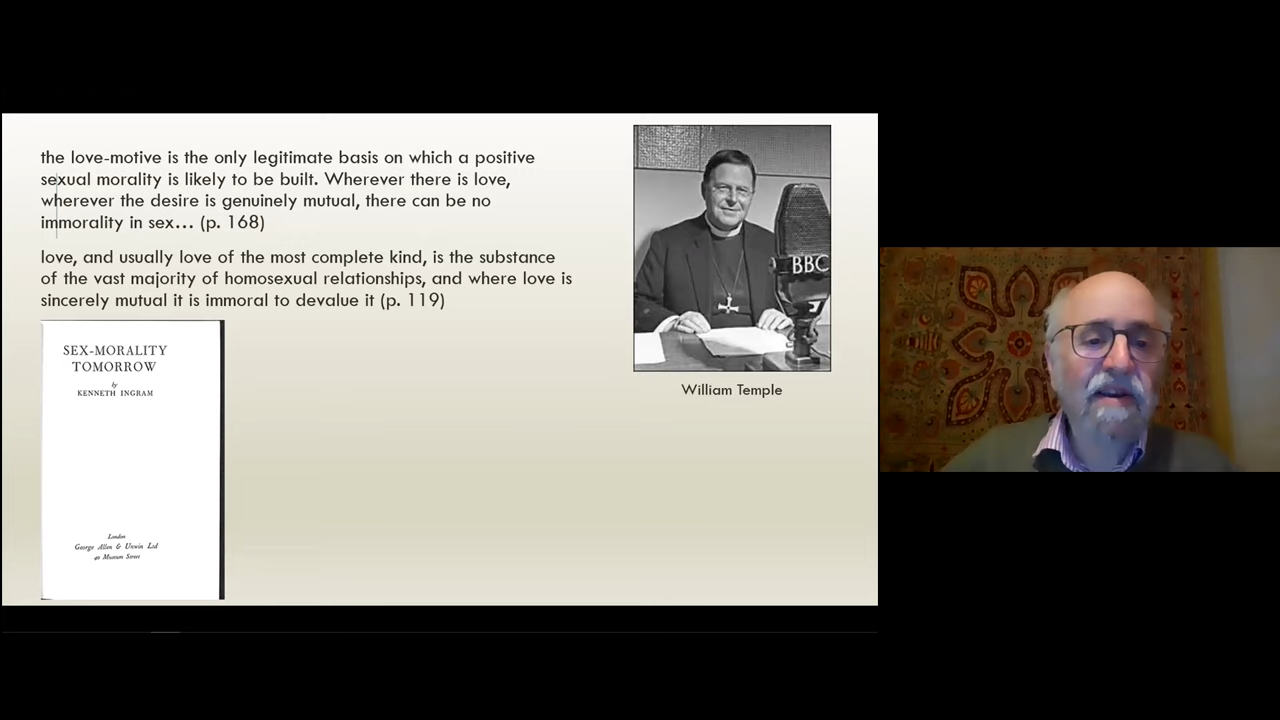 the love-motive is the only legitimate basis on which a positive
sexual morality is likely to be built. Wherever there is love,
wherever the desire is genuinely mutual, there can be no
immorality in sex… (p. 168)
love, and usually love of the most complete kind, is the substance
of the vast majority of homosexual relationships, and where love is
sincerely mutual it is immoral to devalue it (p. 119)
SEX-MORALITY
TOMORROW
by
KENNETH INGRAM
London
George Allen & Unwin Ltd
40 Museum Street
BBC
William Temple